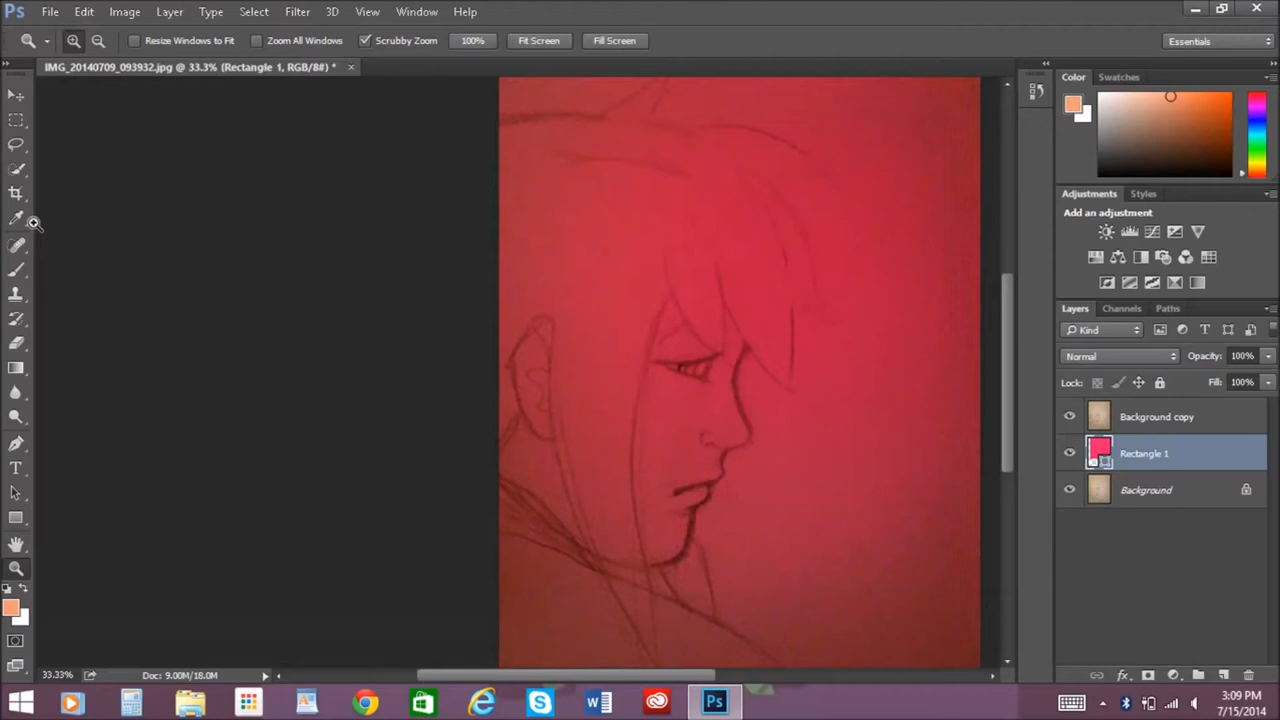 Ps File Edit Image Layer Type Select Filter 3D View Window Help
Resize Windows to Fit Zoom All Windows Scrubby Zoom 100% Fit Screen Fill Screen Essentials
IMG_20140709_093932.jpg @ 33.3% (Rectangle 1, RGB/8#) *
Color Swatches
Adjustments Styles
Add an adjustment
Layers Channels Paths
Kind
Normal Opacity: 100%
Lock: Fill: 100%
Background copy
Rectangle 1
Background
33.33% Doc: 9.00M/18.0M
3:09 PM
7/15/2014